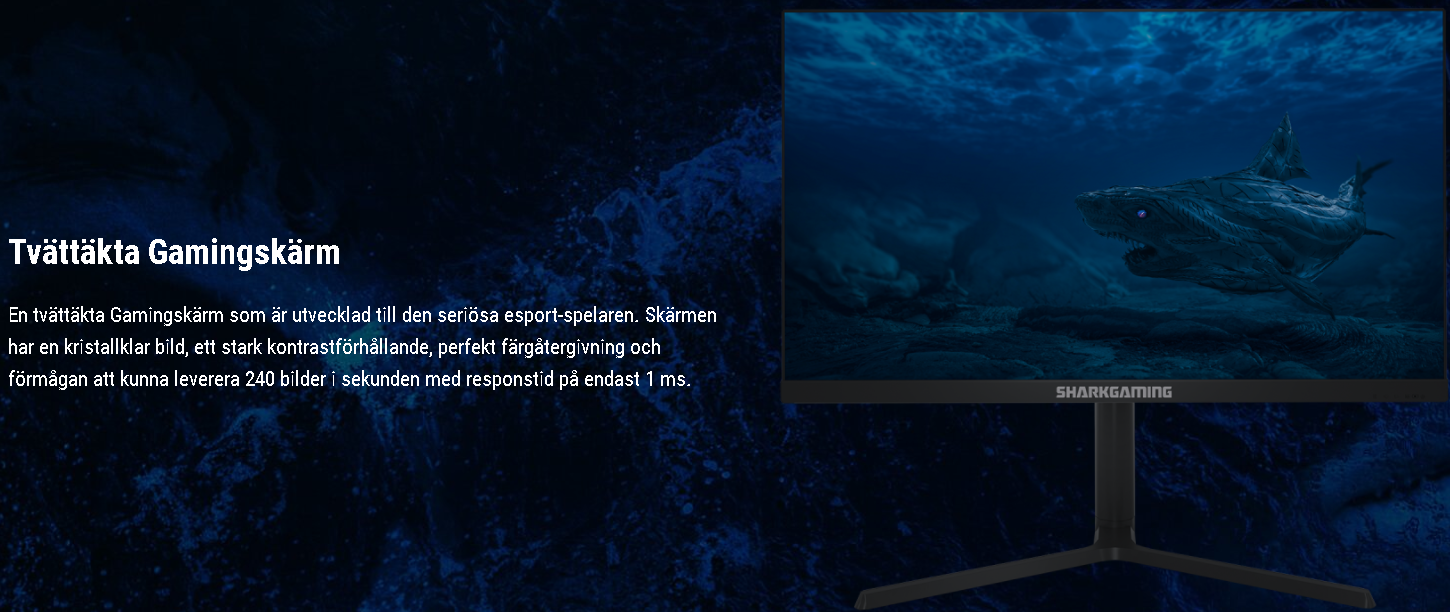 Tvättäkta Gamingskärm
En tvättäkta Gamingskärm som är utvecklad till den seriösa esport-spelaren. Skärmen
har en kristallklar bild, ett stark kontrastförhållande, perfekt färgåtergivning och
förmågan att kunna leverera 240 bilder i sekunden med responstid på endast 1 ms.
SHARKGAMING